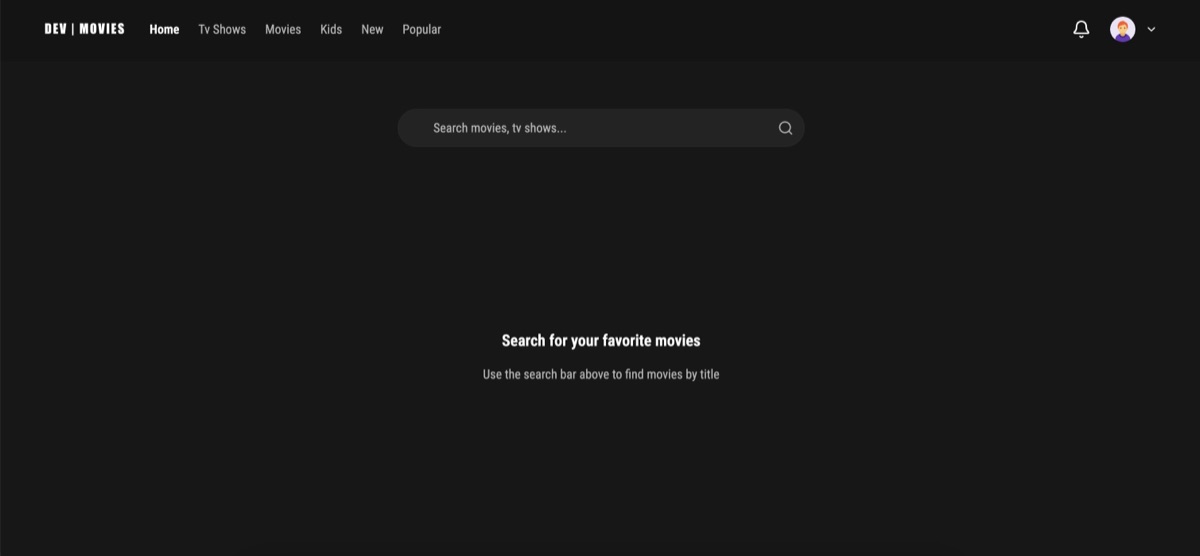 DEV | MOVIES Home Tv Shows Movies Kids New Popular
Search movies, tv shows...
Search for your favorite movies
Use the search bar above to find movies by title